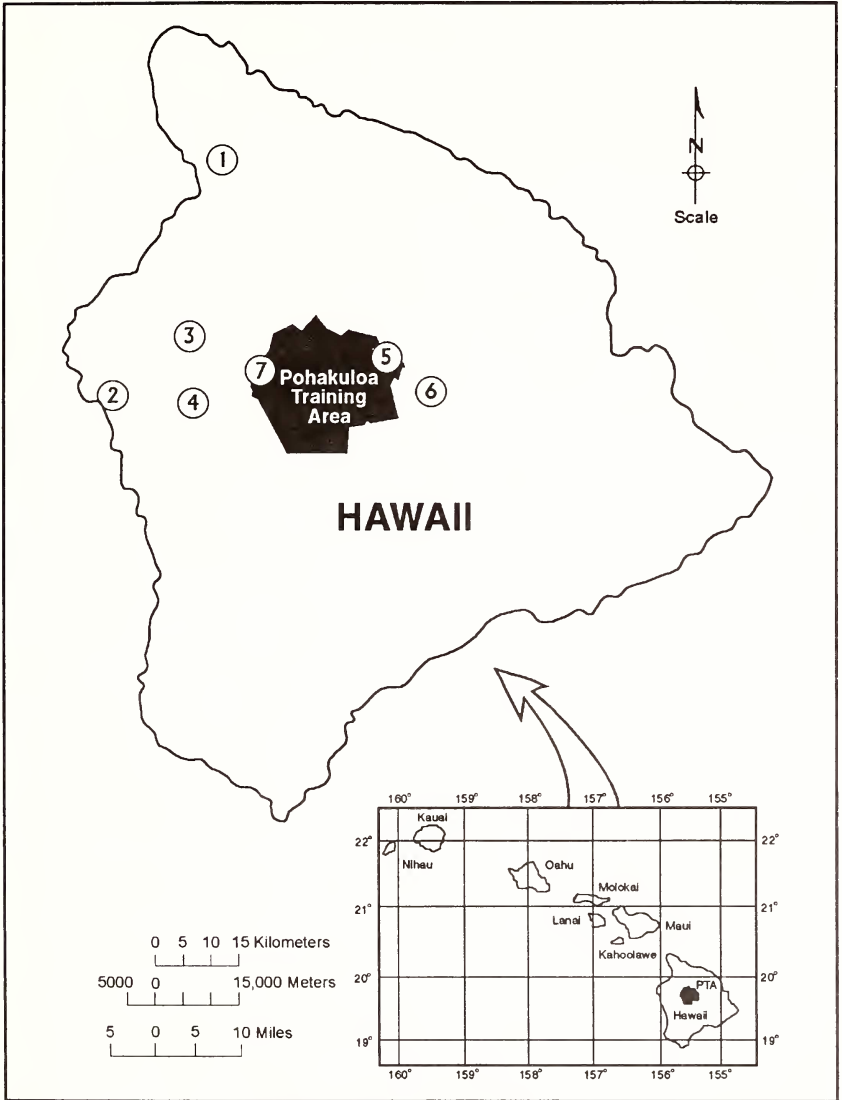 1
N
Scale
3
7
5
Pohakuloa
Training
Area
2
4
6
HAWAII
160° 159° 158° 157° 156° 155°
Kauai
22° 22°
Nihau
Oahu
Molokai
21° 21°
Lanai
Maui
Kahoolawe
20° 20°
PTA
Hawaii
19° 19°
160° 159° 158° 157° 156° 155°
0 5 10 15 Kilometers
5000 0 15,000 Meters
5 0 5 10 Miles